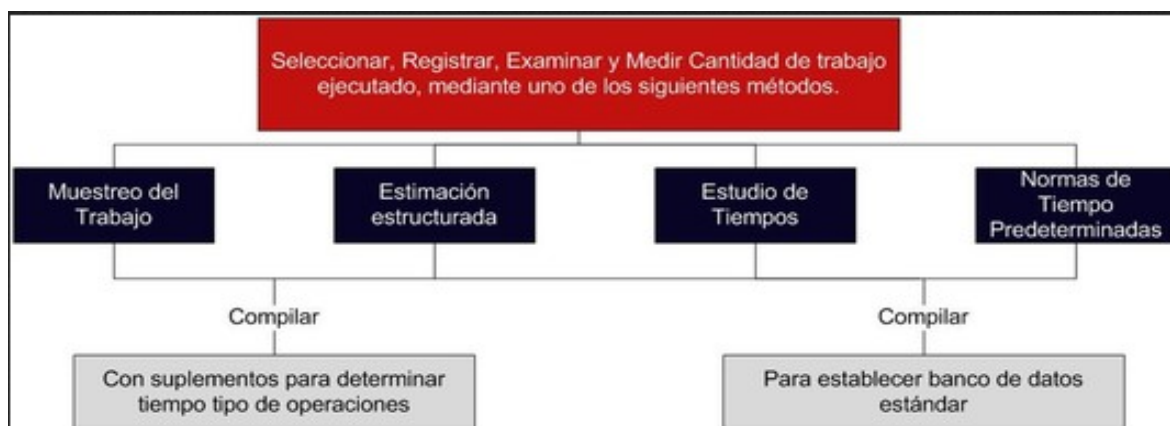 Seleccionar, Registrar, Examinar y Medir Cantidad de trabajo
ejecutado, mediante uno de los siguientes métodos.
Muestreo del
Trabajo
Estimación
estructurada
Estudio de
Tiempos
Normas de
Tiempo
Predeterminadas
Compilar
Compilar
Con suplementos para determinar
tiempo tipo de operaciones
Para establecer banco de datos
estándar